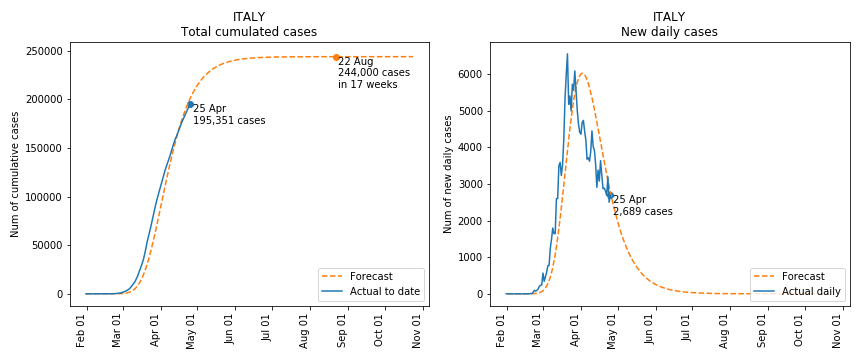 ITALY
Total cumulated cases
Num of cumulative cases
250000
200000
150000
100000
50000
0
22 Aug
244,000 cases
in 17 weeks
25 Apr
195,351 cases
Forecast
Actual to date
Feb 01
Mar 01
Apr 01
May 01
Jun 01
Jul 01
Aug 01
Sep 01
Oct 01
Nov 01
ITALY
New daily cases
Num of new daily cases
6000
5000
4000
3000
2000
1000
0
25 Apr
2,689 cases
Forecast
Actual daily
Feb 01
Mar 01
Apr 01
May 01
Jun 01
Jul 01
Aug 01
Sep 01
Oct 01
Nov 01